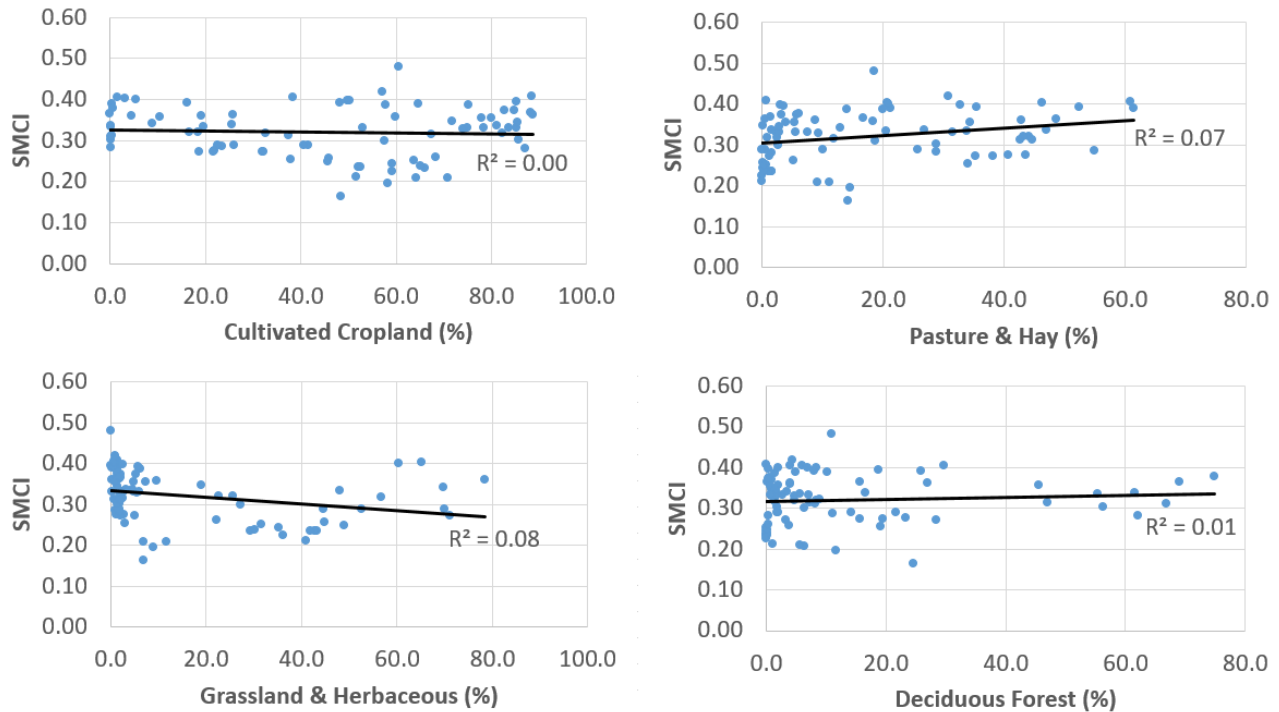 0.60
0.50
0.40
0.30
0.20
0.10
0.00
SMCI
R² = 0.00
0.0 20.0 40.0 60.0 80.0 100.0
Cultivated Cropland (%)
0.60
0.50
0.40
0.30
0.20
0.10
0.00
SMCI
R² = 0.07
0.0 20.0 40.0 60.0 80.0
Pasture & Hay (%)
0.60
0.50
0.40
0.30
0.20
0.10
0.00
SMCI
R² = 0.08
0.0 20.0 40.0 60.0 80.0 100.0
Grassland & Herbaceous (%)
0.60
0.50
0.40
0.30
0.20
0.10
0.00
SMCI
R² = 0.01
0.0 20.0 40.0 60.0 80.0
Deciduous Forest (%)